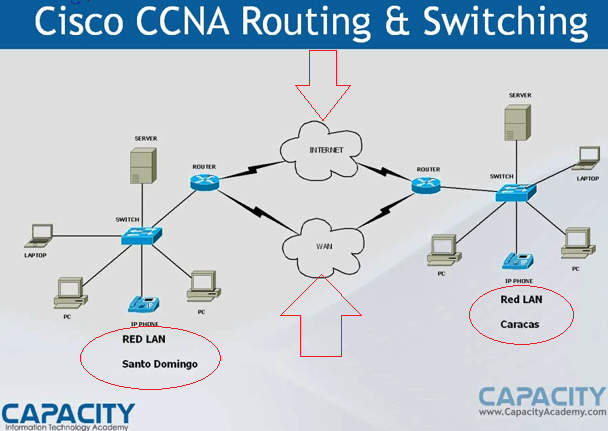 Cisco CCNA Routing & Switching
SERVER
ROUTER
SWITCH
LAPTOP
PC
IP PHONE
PC
RED LAN
Santo Domingo
INTERNET
WAN
SERVER
ROUTER
SWITCH
LAPTOP
PC
IP PHONE
PC
Red LAN
Caracas
IP
CAPACITY
Information Technology Academy
CAPACITY
www.CapacityAcademy.com